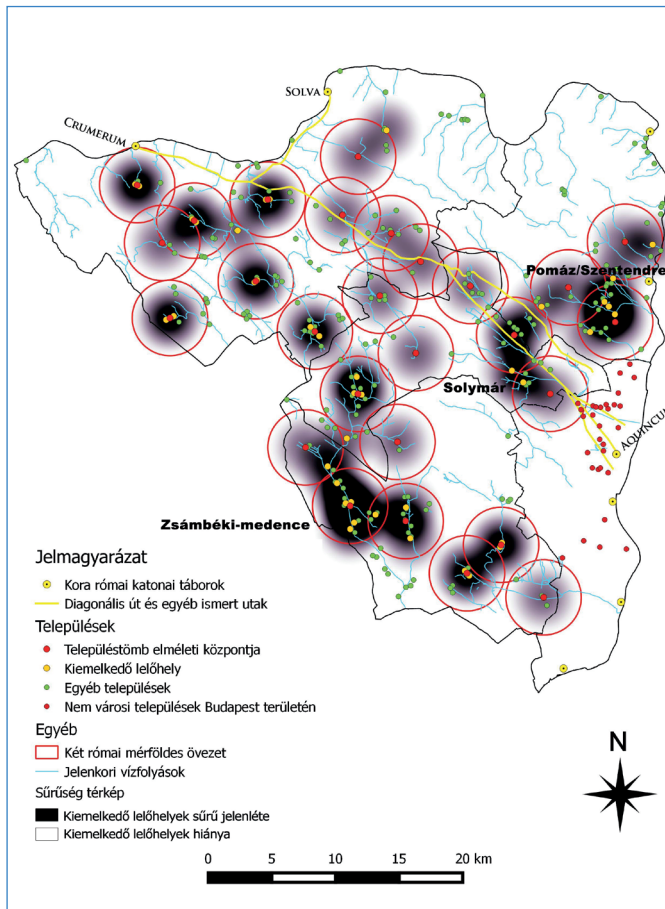 SOLVA
CRUMERUM
Pomáz/Szentendre
Solymár
AQUINCUM
Zsámbéki-medence
Jelmagyarázat
Kora római katonai táborok
Diagonális út és egyéb ismert utak
Települések
Településtömb elméleti központja
Kiemelkedő lelőhely
Egyéb települések
Nem városi települések Budapest területén
Egyéb
Két római mérföldes övezet
Jelenkori vízfolyások
Sűrűség térkép
Kiemelkedő lelőhelyek sűrű jelenléte
Kiemelkedő lelőhelyek hiánya
N
0 5 10 15 20 km